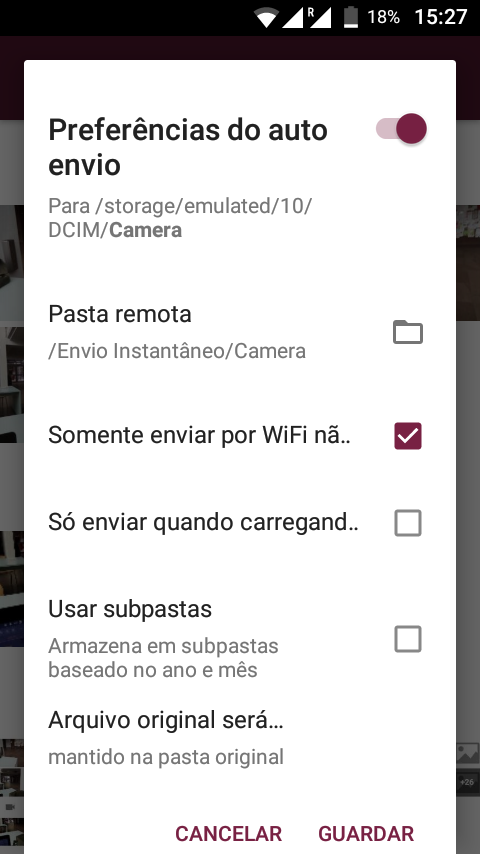 R 18% 15:27
Preferências do auto
envio
Para /storage/emulated/10/
DCIM/Camera
Pasta remota
/Envio Instantâneo/Camera
Somente enviar por WiFi nã..
Só enviar quando carregand..
Usar subpastas
Armazena em subpastas
baseado no ano e mês
Arquivo original será...
mantido na pasta original
+26
CANCELAR GUARDAR